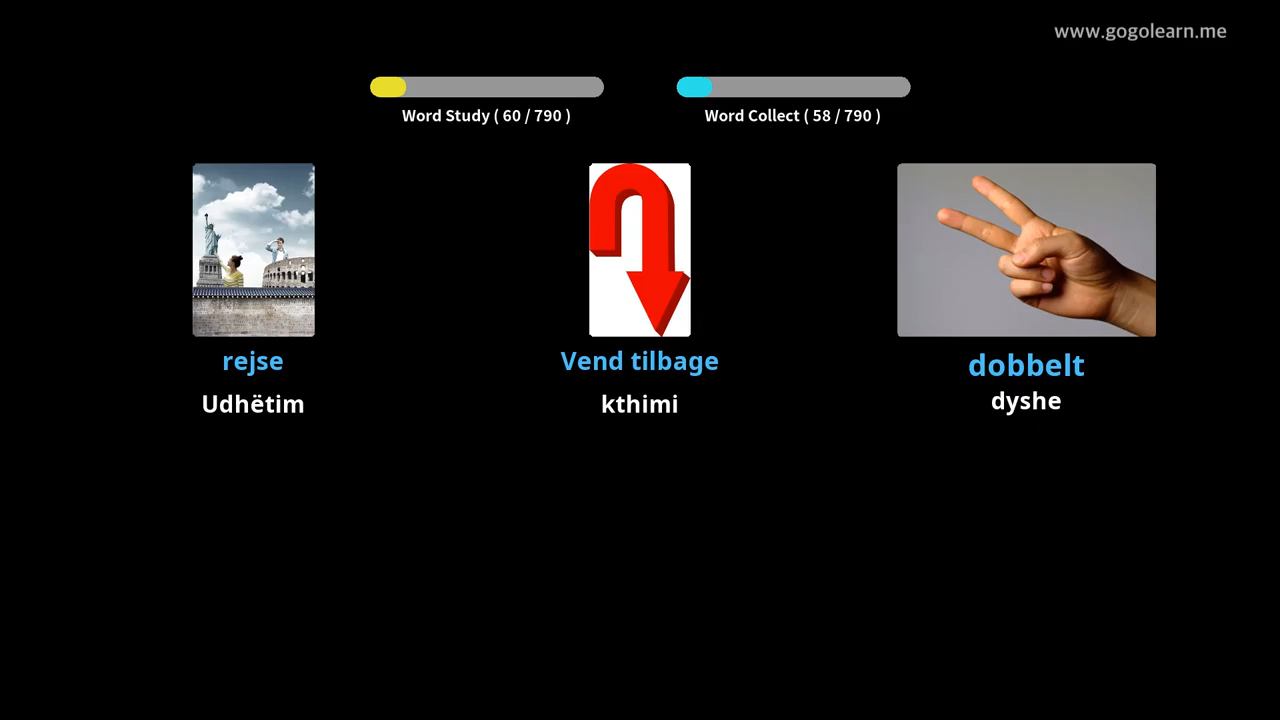 www.gogolearn.me
Word Study ( 60 / 790 )
Word Collect ( 58 / 790 )
rejse
Udhëtim
Vend tilbage
kthimi
dobbelt
dyshe